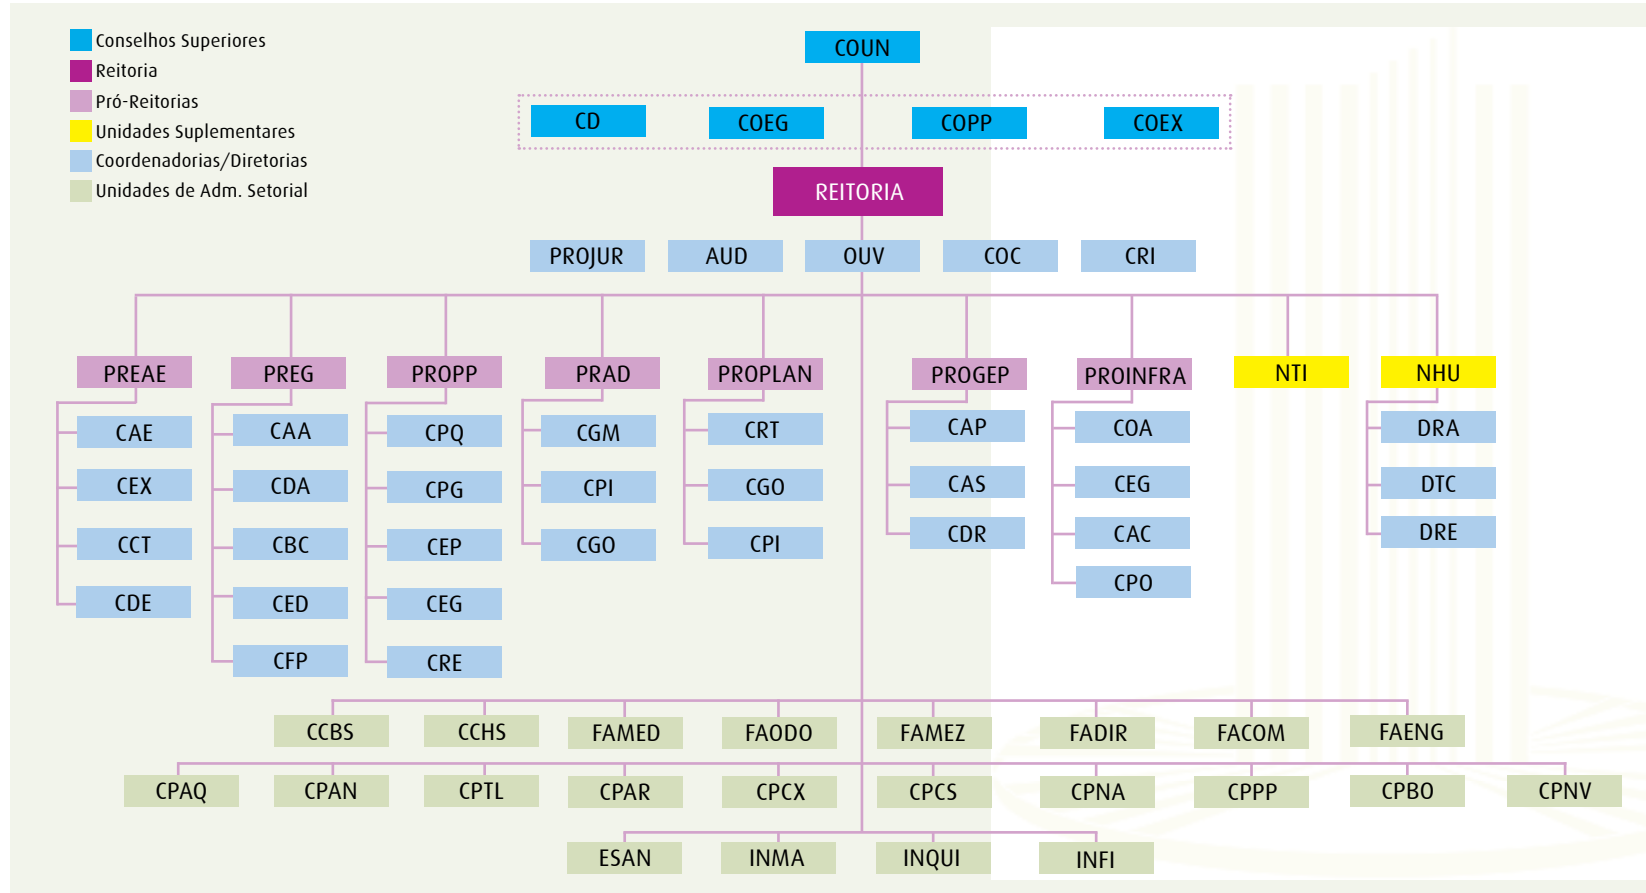 Conselhos Superiores
Reitoria
Pró-Reitorias
Unidades Suplementares
Coordenadorias/Diretorias
Unidades de Adm. Setorial
COUN
CD COEG COPP COEX
REITORIA
PROJUR AUD OUV COC CRI
PREAE PREG PROPP PRAD PROPLAN PROGEP PROINFRA NTI NHU
CAE CAA CPQ CGM CRT CAP COA DRA
CEX CDA CPG CPI CGO CAS CEG DTC
CCT CBC CEP CGO CPI CDR CAC DRE
CDE CED CEG CPO
CFP CRE
CCBS CCHS FAMED FAODO FAMEZ FADIR FACOM FAENG
CPAQ CPAN CPTL CPAR CPCX CPCS CPNA CPPP CPBO CPNV
ESAN INMA INQUI INFI